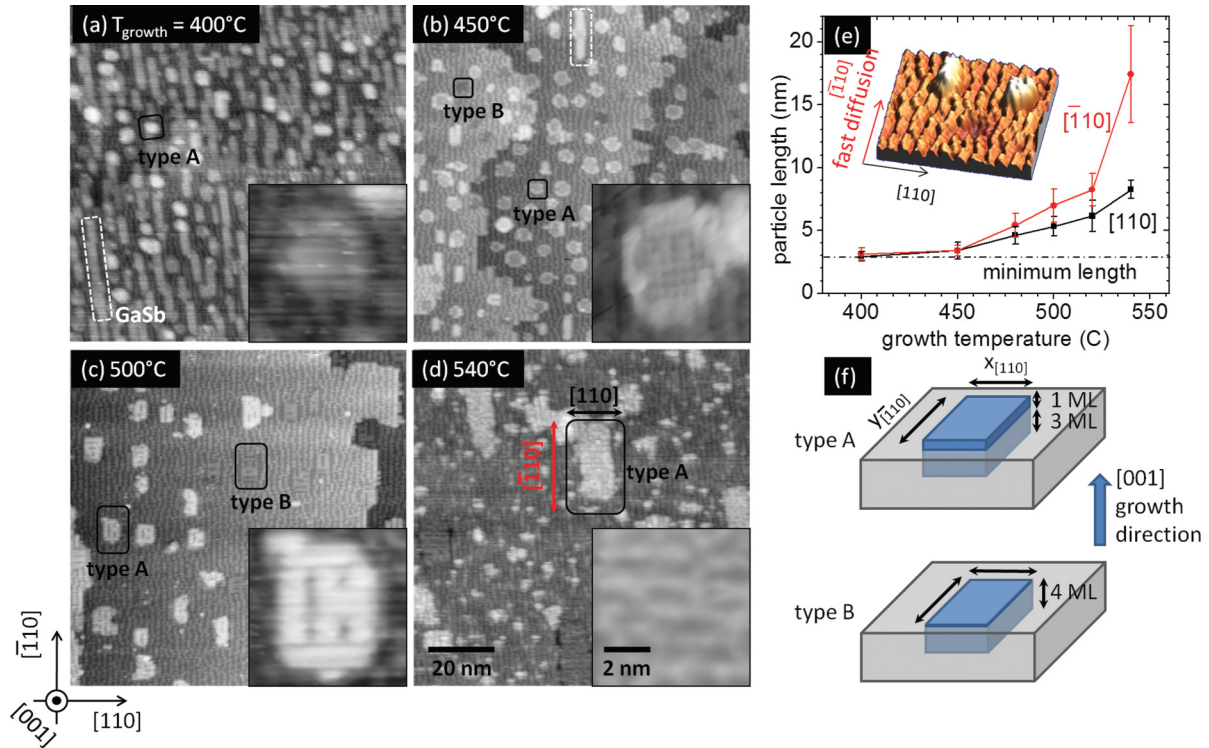 (a) T growth = 400°C
type A
GaSb
(b) 450°C
type B
type A
(c) 500°C
type B
type A
(d) 540°C
[110]
[1̄10]
type A
20 nm
2 nm
[1̄10]
[110]
[001]
(e)
particle length (nm)
20
15
10
5
0
[1̄10]
fast diffusion
[110]
[1̄10]
[110]
minimum length
400
450
500
550
growth temperature (C)
(f)
x[110]
y[1̄10]
1 ML
3 ML
type A
[001]
growth
direction
type B
4 ML